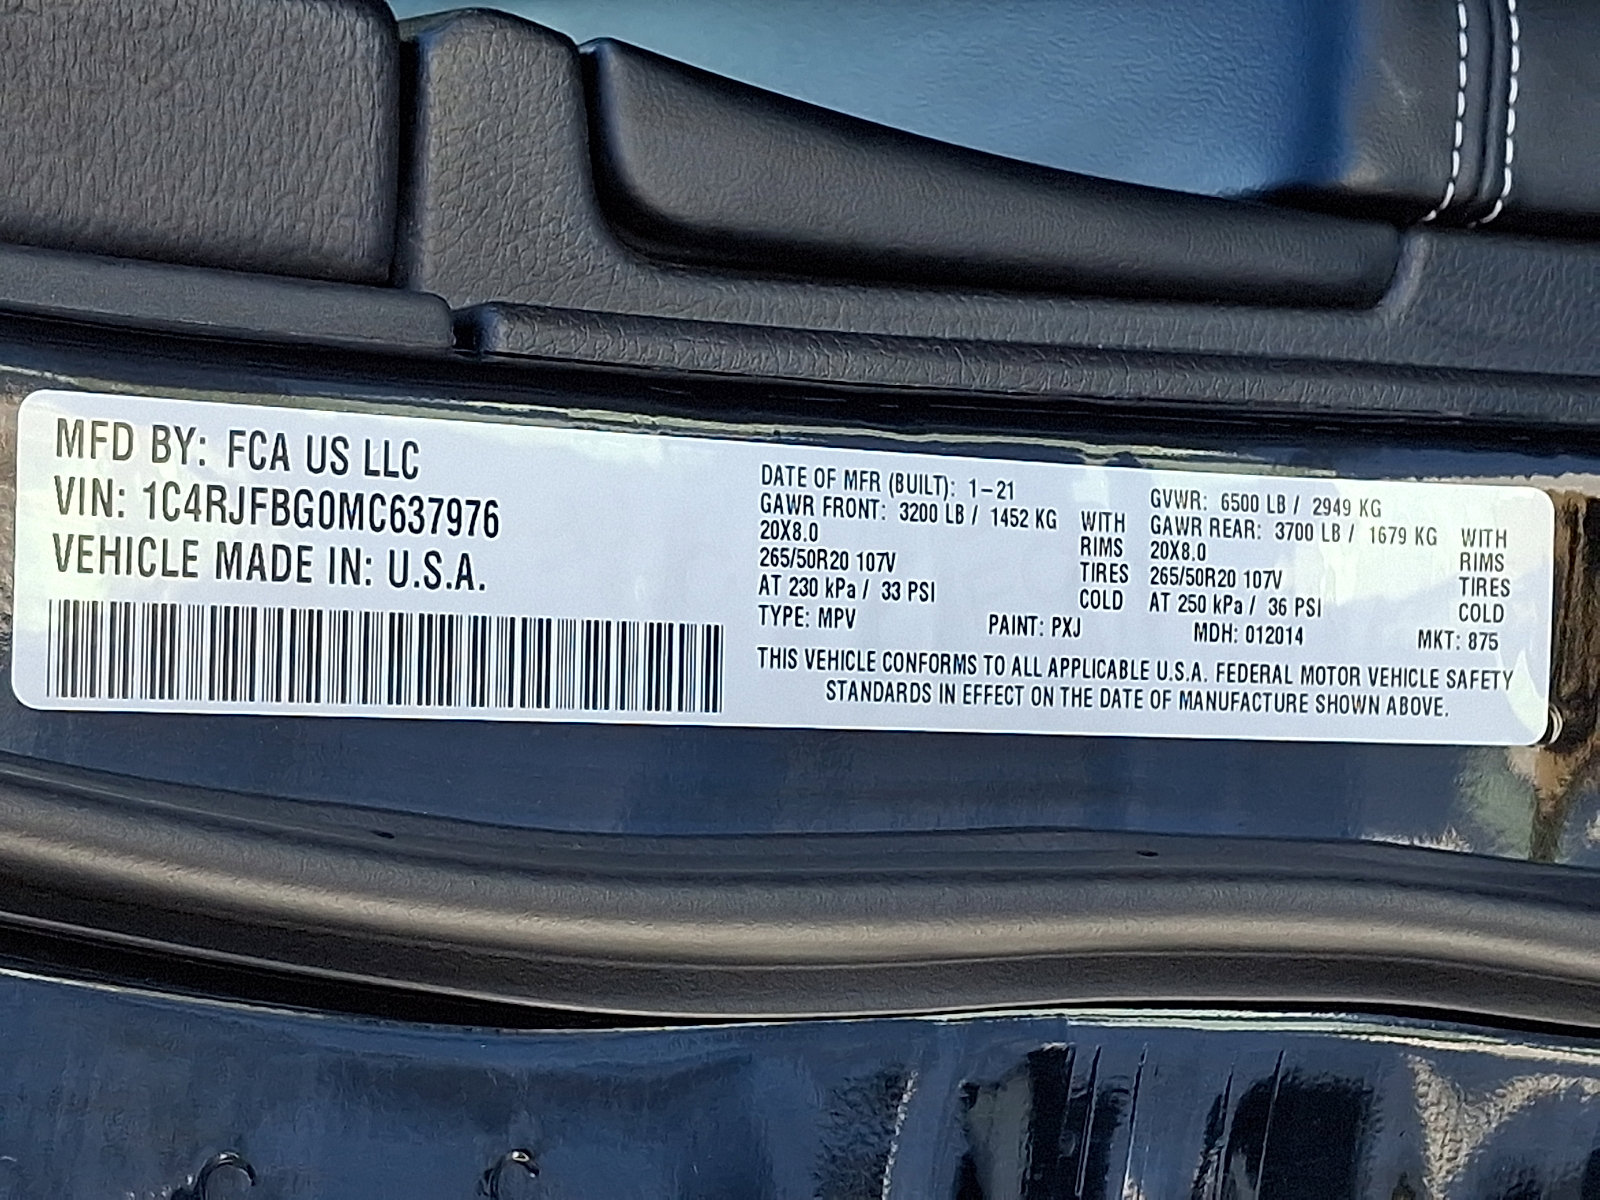 MFD BY: FCA US LLC
VIN: 1C4RJFBG0MC637976
VEHICLE MADE IN: U.S.A.
DATE OF MFR (BUILT): 1-21
GAWR FRONT: 3200 LB / 1452 KG WITH
20X8.0 RIMS
265/50R20 107V TIRES
AT 230 kPa / 33 PSI COLD
TYPE: MPV PAINT: PXJ
GVWR: 6500 LB / 2949 KG
GAWR REAR: 3700 LB / 1679 KG WITH
20X8.0 RIMS
265/50R20 107V TIRES
AT 250 kPa / 36 PSI COLD
MDH: 012014 MKT: 875
THIS VEHICLE CONFORMS TO ALL APPLICABLE U.S.A. FEDERAL MOTOR VEHICLE SAFETY
STANDARDS IN EFFECT ON THE DATE OF MANUFACTURE SHOWN ABOVE.